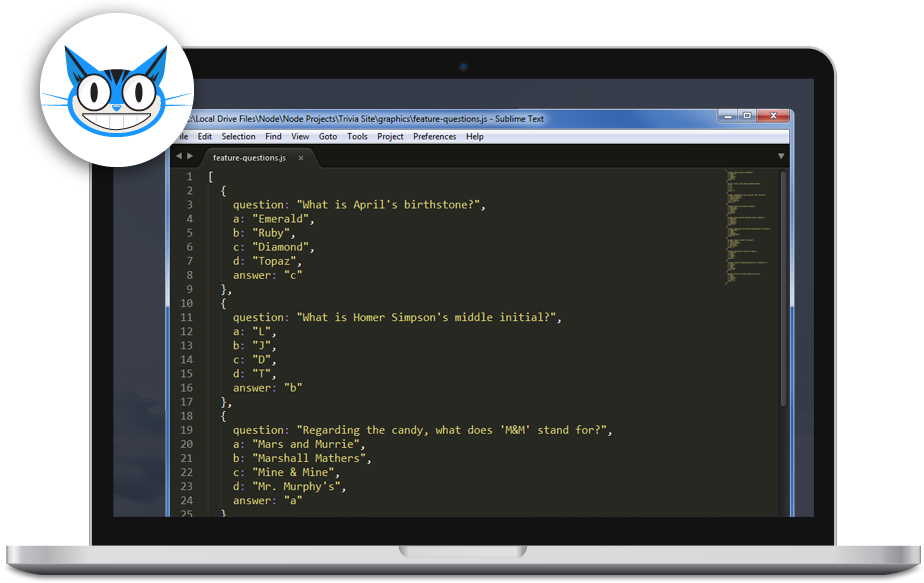 :\Local Drive Files\Node\Node Projects\Trivia Site\graphics\feature-questions.js - Sublime Text
File Edit Selection Find View Goto Tools Project Preferences Help
feature-questions.js
1 [
2 {
3 question: "What is April's birthstone?",
4 a: "Emerald",
5 b: "Ruby",
6 c: "Diamond",
7 d: "Topaz",
8 answer: "c"
9 },
10 {
11 question: "What is Homer Simpson's middle initial?",
12 a: "L",
13 b: "J",
14 c: "D",
15 d: "T",
16 answer: "b"
17 },
18 {
19 question: "Regarding the candy, what does 'M&M' stand for?",
20 a: "Mars and Murrie",
21 b: "Marshall Mathers",
22 c: "Mine & Mine",
23 d: "Mr. Murphy's",
24 answer: "a"
25 },